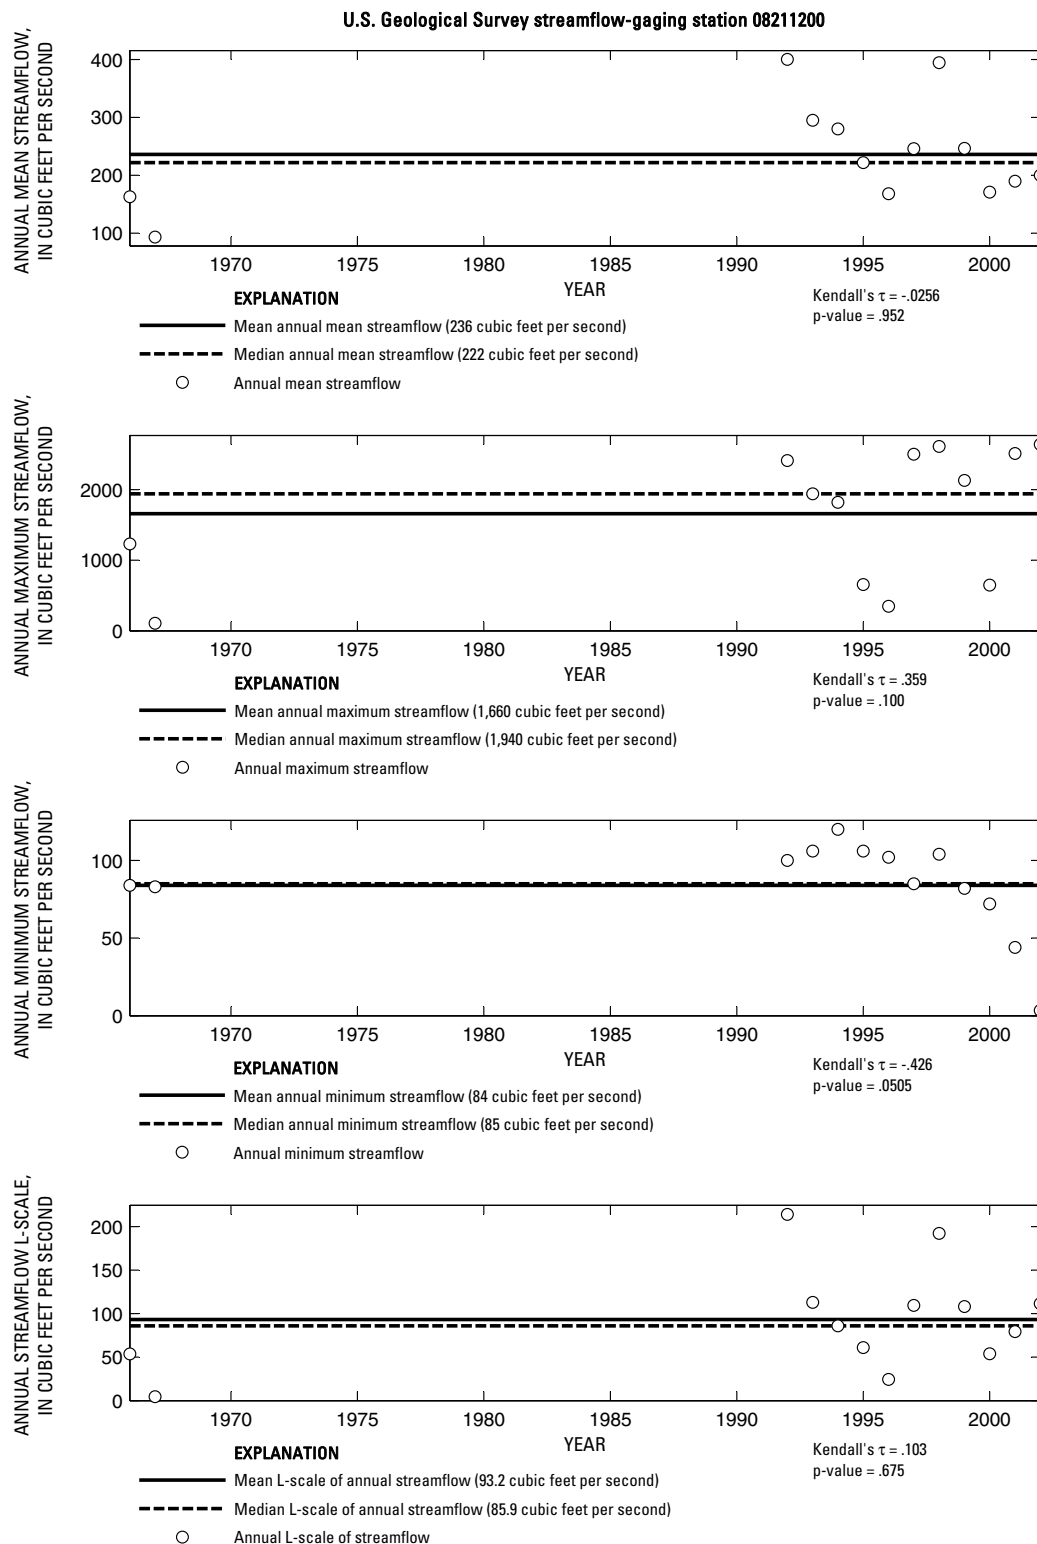 U.S. Geological Survey streamflow-gaging station 08211200
ANNUAL MEAN STREAMFLOW,
IN CUBIC FEET PER SECOND
400
300
200
100
1970 1975 1980 1985 1990 1995 2000
YEAR
Kendall's τ = -.0256
p-value = .952
EXPLANATION
Mean annual mean streamflow (236 cubic feet per second)
Median annual mean streamflow (222 cubic feet per second)
Annual mean streamflow
ANNUAL MAXIMUM STREAMFLOW,
IN CUBIC FEET PER SECOND
2000
1000
0
1970 1975 1980 1985 1990 1995 2000
YEAR
Kendall's τ = .359
p-value = .100
EXPLANATION
Mean annual maximum streamflow (1,660 cubic feet per second)
Median annual maximum streamflow (1,940 cubic feet per second)
Annual maximum streamflow
ANNUAL MINIMUM STREAMFLOW,
IN CUBIC FEET PER SECOND
100
50
0
1970 1975 1980 1985 1990 1995 2000
YEAR
Kendall's τ = -.426
p-value = .0505
EXPLANATION
Mean annual minimum streamflow (84 cubic feet per second)
Median annual minimum streamflow (85 cubic feet per second)
Annual minimum streamflow
ANNUAL STREAMFLOW L-SCALE,
IN CUBIC FEET PER SECOND
200
150
100
50
0
1970 1975 1980 1985 1990 1995 2000
YEAR
Kendall's τ = .103
p-value = .675
EXPLANATION
Mean L-scale of annual streamflow (93.2 cubic feet per second)
Median L-scale of annual streamflow (85.9 cubic feet per second)
Annual L-scale of streamflow